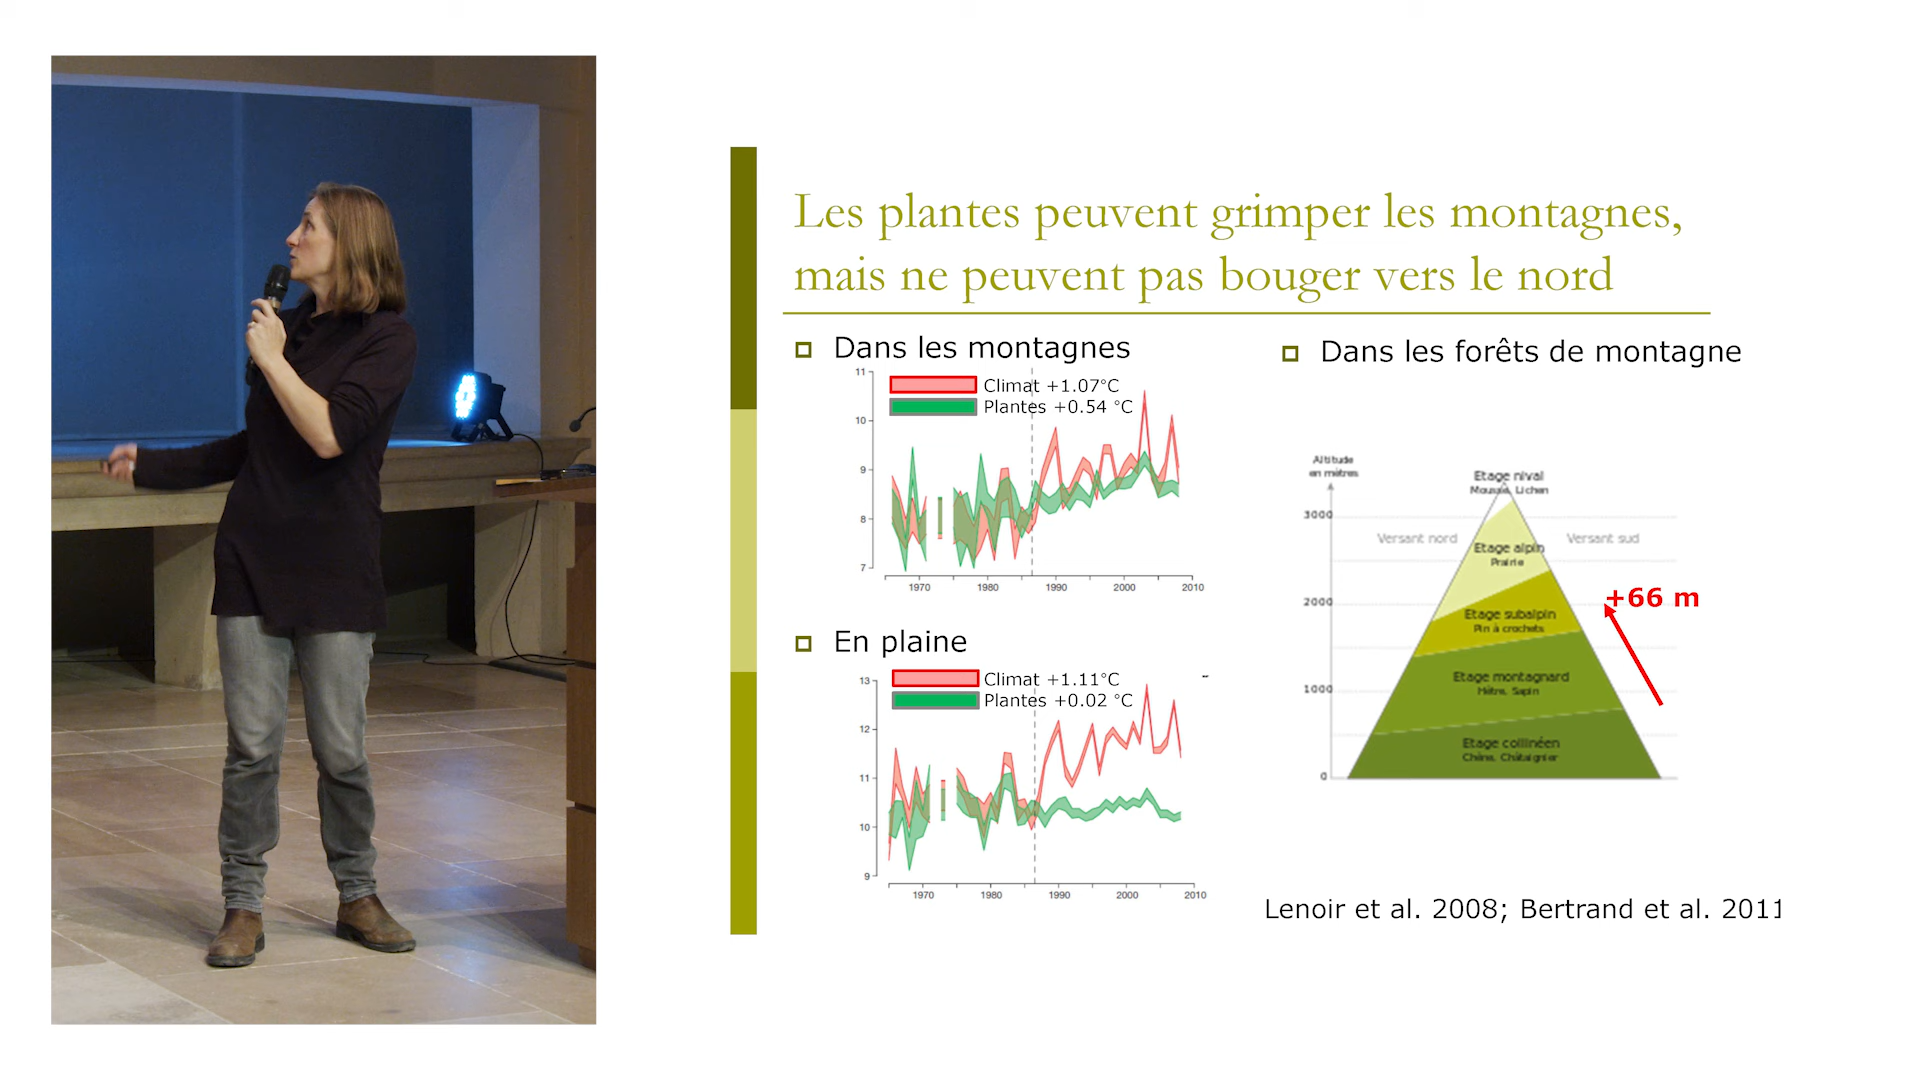 Les plantes peuvent grimper les montagnes,
mais ne peuvent pas bouger vers le nord
Dans les montagnes
11
10
9
8
7
Climat +1.07°C
Plantes +0.54 °C
1970 1980 1990 2000 2010
En plaine
13
12
11
10
9
Climat +1.11°C
Plantes +0.02 °C
1970 1980 1990 2000 2010
Dans les forêts de montagne
Altitude
en mètres
3000
2000
1000
0
Etage nival
Mousse, Lichen
Versant nord
Versant sud
Etage alpin
Prairie
Etage subalpin
Pin à crochets
Etage montagnard
Hêtre, Sapin
Etage collinéen
Chêne, Châtaignier
+66 m
Lenoir et al. 2008; Bertrand et al. 2011